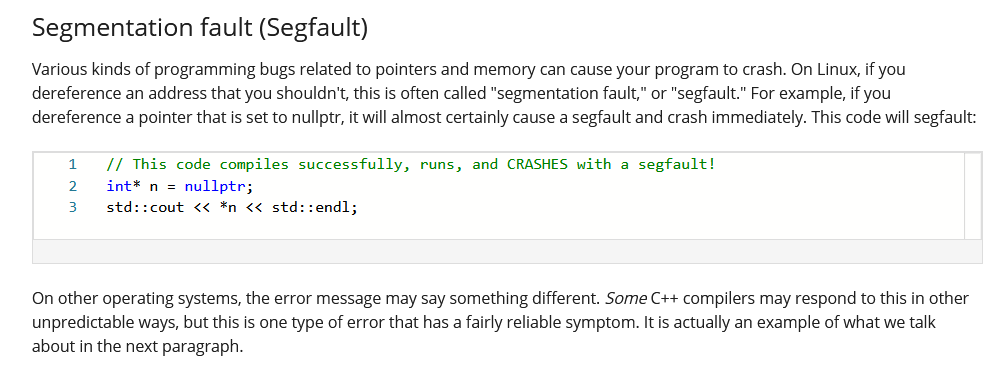 Segmentation fault (Segfault)
Various kinds of programming bugs related to pointers and memory can cause your program to crash. On Linux, if you
dereference an address that you shouldn't, this is often called "segmentation fault," or "segfault." For example, if you
dereference a pointer that is set to nullptr, it will almost certainly cause a segfault and crash immediately. This code will segfault:
1 // This code compiles successfully, runs, and CRASHES with a segfault!
2 int* n = nullptr;
3 std::cout << *n << std::endl;
On other operating systems, the error message may say something different. Some C++ compilers may respond to this in other
unpredictable ways, but this is one type of error that has a fairly reliable symptom. It is actually an example of what we talk
about in the next paragraph.